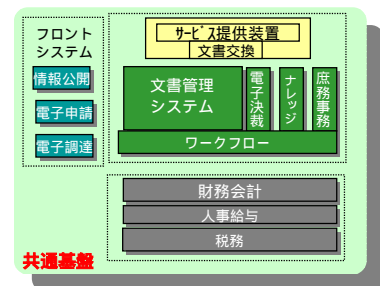 フロント
システム
情報公開
電子申請
電子調達
サービス提供装置
文書交換
文書管理
システム
電子決裁
ナレッジ
庶務事務
ワークフロー
財務会計
人事給与
税務
共通基盤